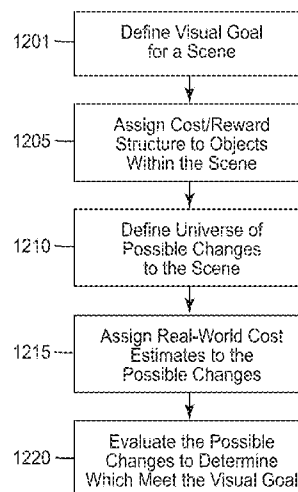 1201
Define Visual Goal
for a Scene
1205
Assign Cost/Reward
Structure to Objects
Within the Scene
1210
Define Universe of
Possible Changes
to the Scene
1215
Assign Real-World Cost
Estimates to the
Possible Changes
1220
Evaluate the Possible
Changes to Determine
Which Meet the Visual Goal